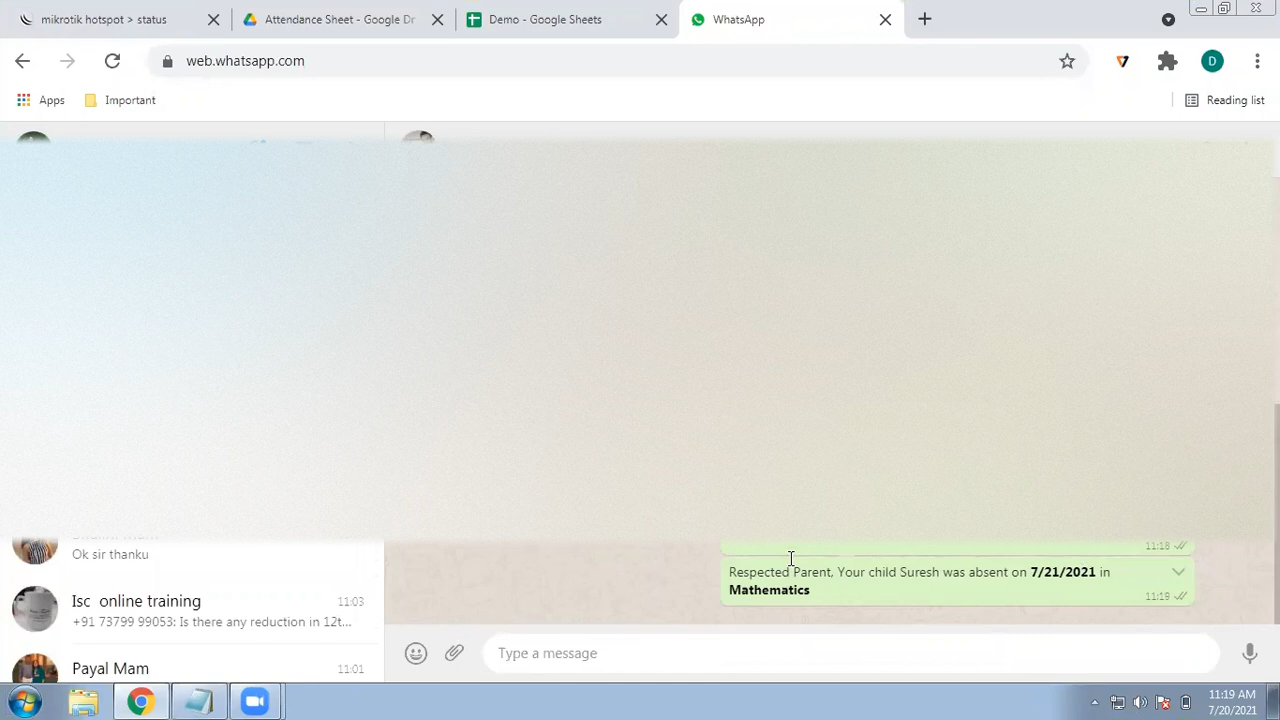 mikrotik hotspot > status
Attendance Sheet - Google Dr
Demo - Google Sheets
WhatsApp
web.whatsapp.com
D
Apps
Important
Reading list
Ok sir thanku
11:18
Respected Parent, Your child Suresh was absent on 7/21/2021 in
Mathematics
11:19
Isc online training
11:03
+91 73799 99053: Is there any reduction in 12t...
Payal Mam
11:01
Type a message
11:19 AM
7/20/2021